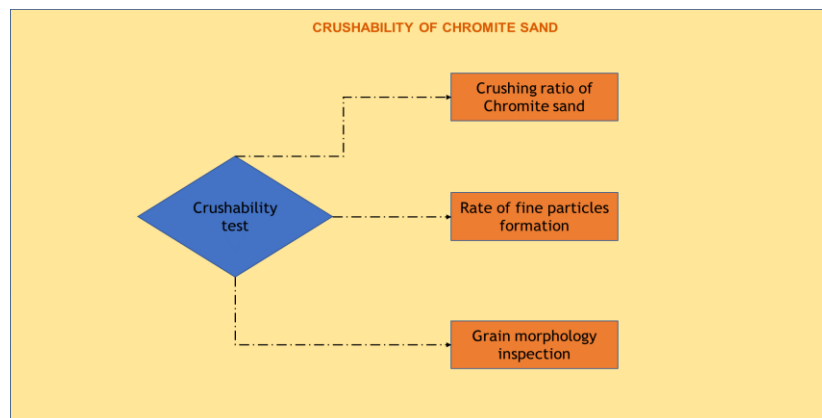 CRUSHABILITY OF CHROMITE SAND
Crushing ratio of
Chromite sand
Crushability
test
Rate of fine particles
formation
Grain morphology
inspection